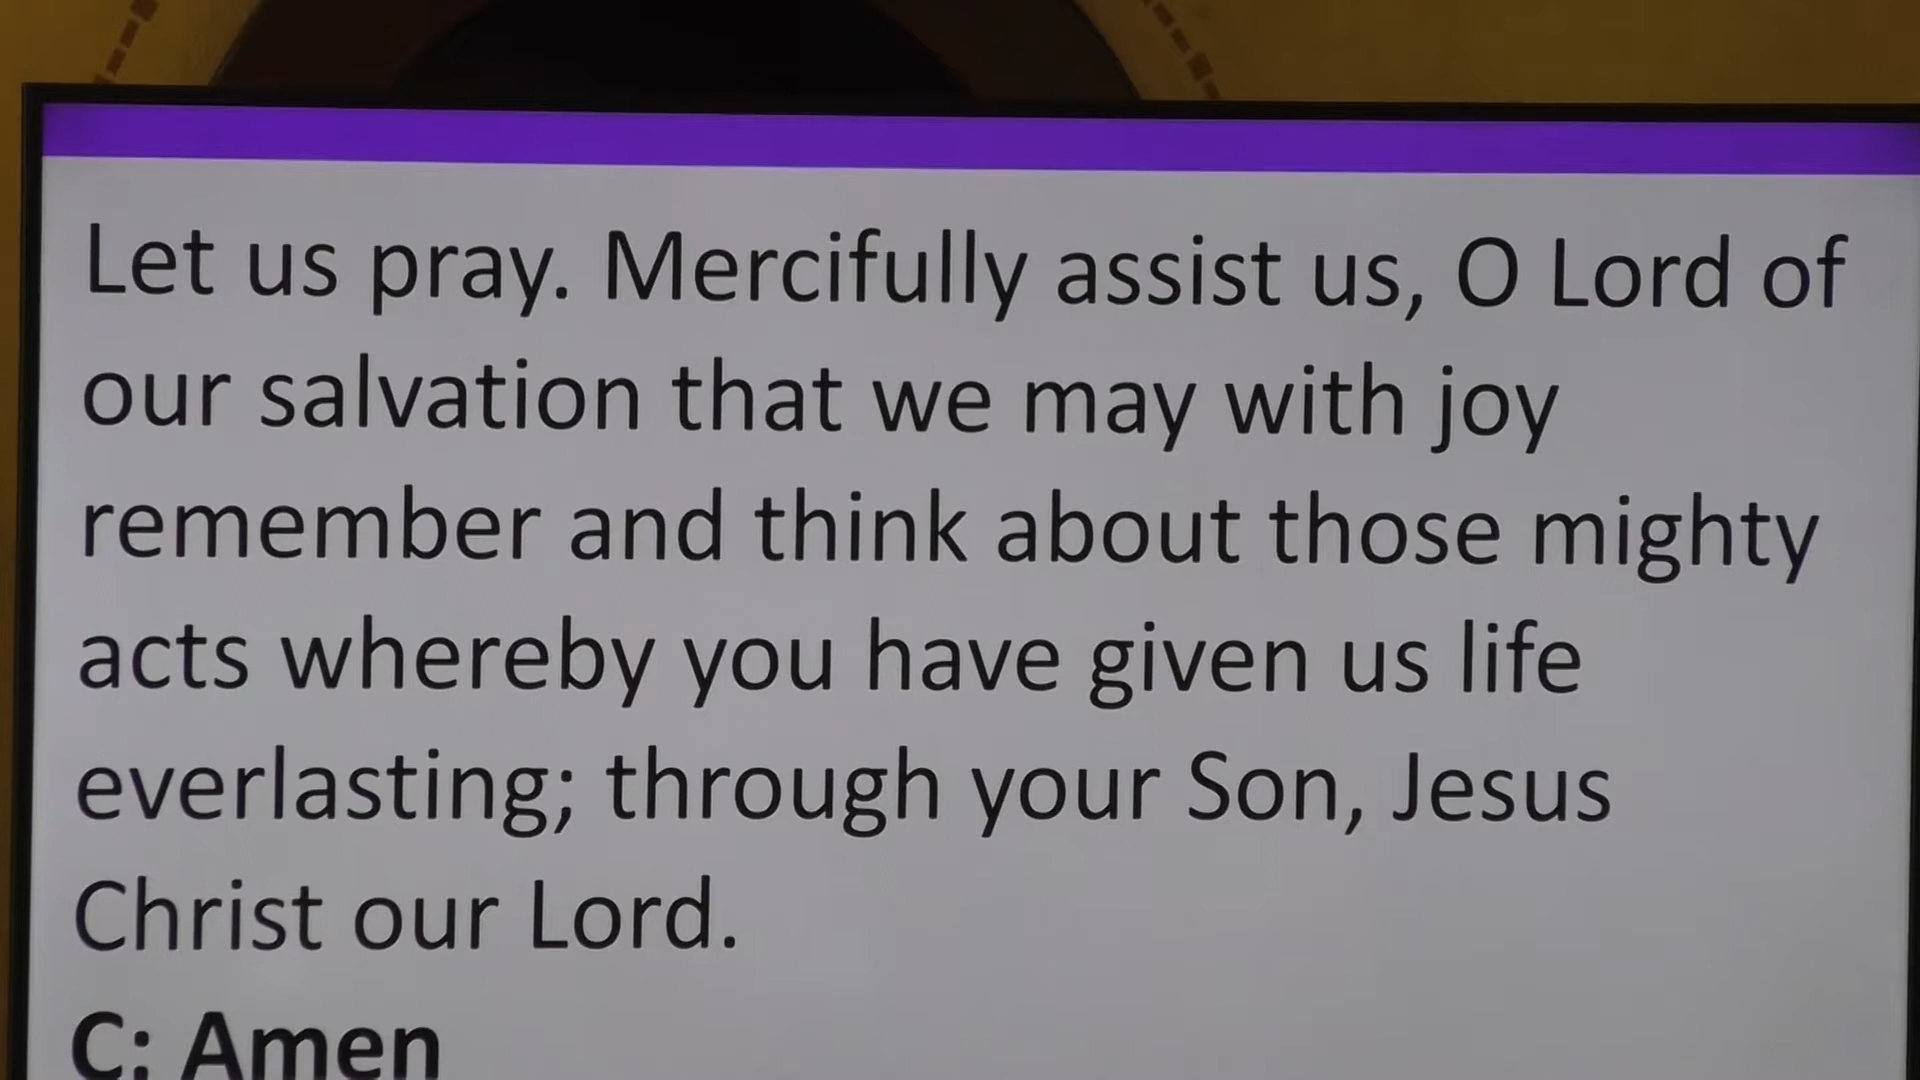 Let us pray. Mercifully assist us, O Lord of
our salvation that we may with joy
remember and think about those mighty
acts whereby you have given us life
everlasting; through your Son, Jesus
Christ our Lord.
C: Amen